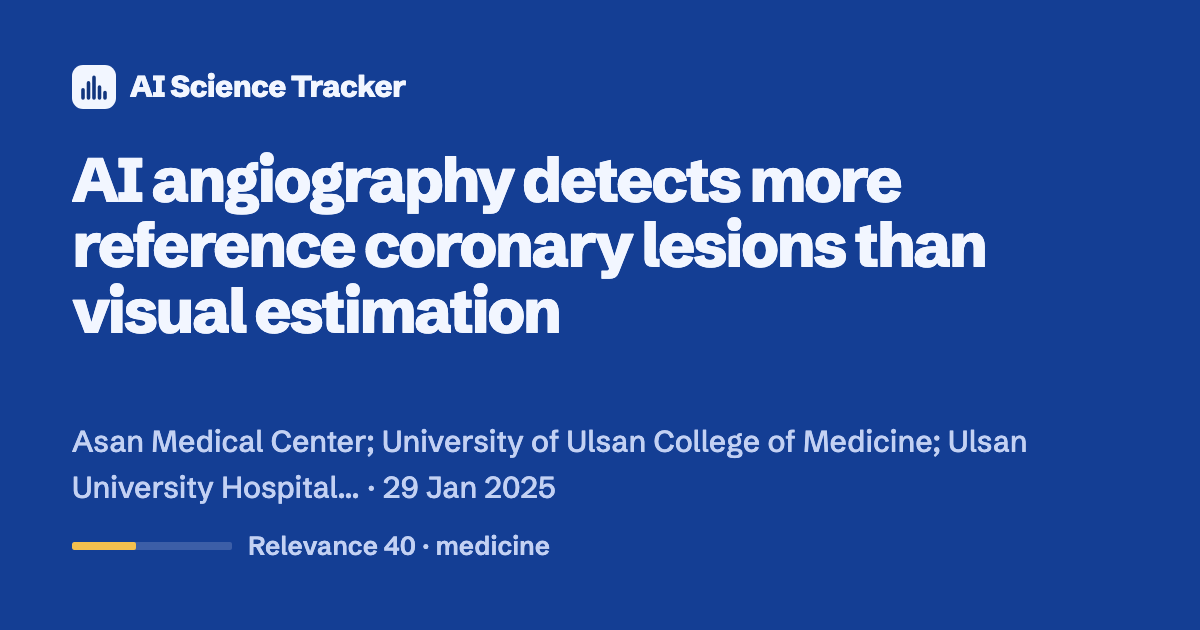 AI Science Tracker
AI angiography detects more
reference coronary lesions than
visual estimation
Asan Medical Center; University of Ulsan College of Medicine; Ulsan
University Hospital... · 29 Jan 2025
Relevance 40 · medicine